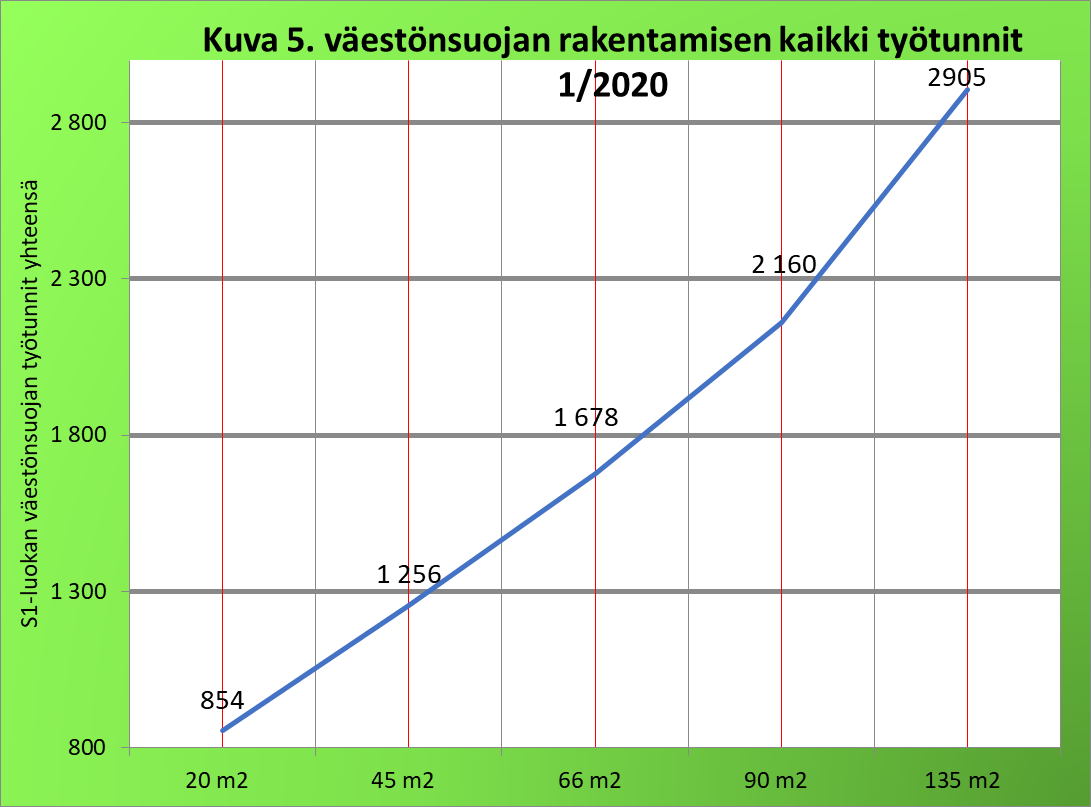 Kuva 5. väestönsuojan rakentamisen kaikki työtunnit
1/2020
2905
2 800
S1-luokan väestönsuojan työtunnit yhteensä
2 300
2 160
1 800
1 678
1 300
1 256
854
800
20 m2
45 m2
66 m2
90 m2
135 m2